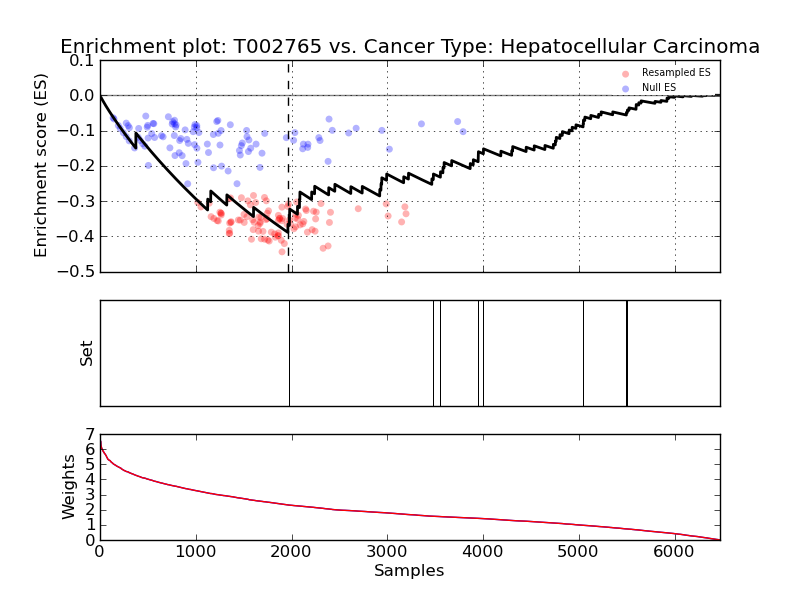 Enrichment plot: T002765 vs. Cancer Type: Hepatocellular Carcinoma
0.1
0.0
−0.1
−0.2
−0.3
−0.4
−0.5
Enrichment score (ES)
Resampled ES
Null ES
Set
7
6
5
4
3
2
1
0
Weights
0 1000 2000 3000 4000 5000 6000
Samples